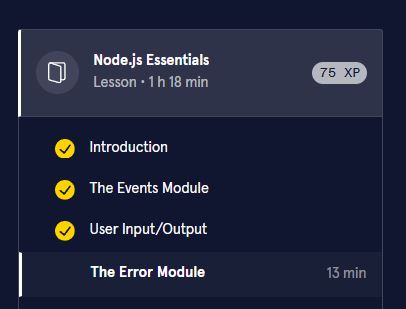 Node.js Essentials
Lesson • 1 h 18 min
75 XP
Introduction
The Events Module
User Input/Output
The Error Module
13 min